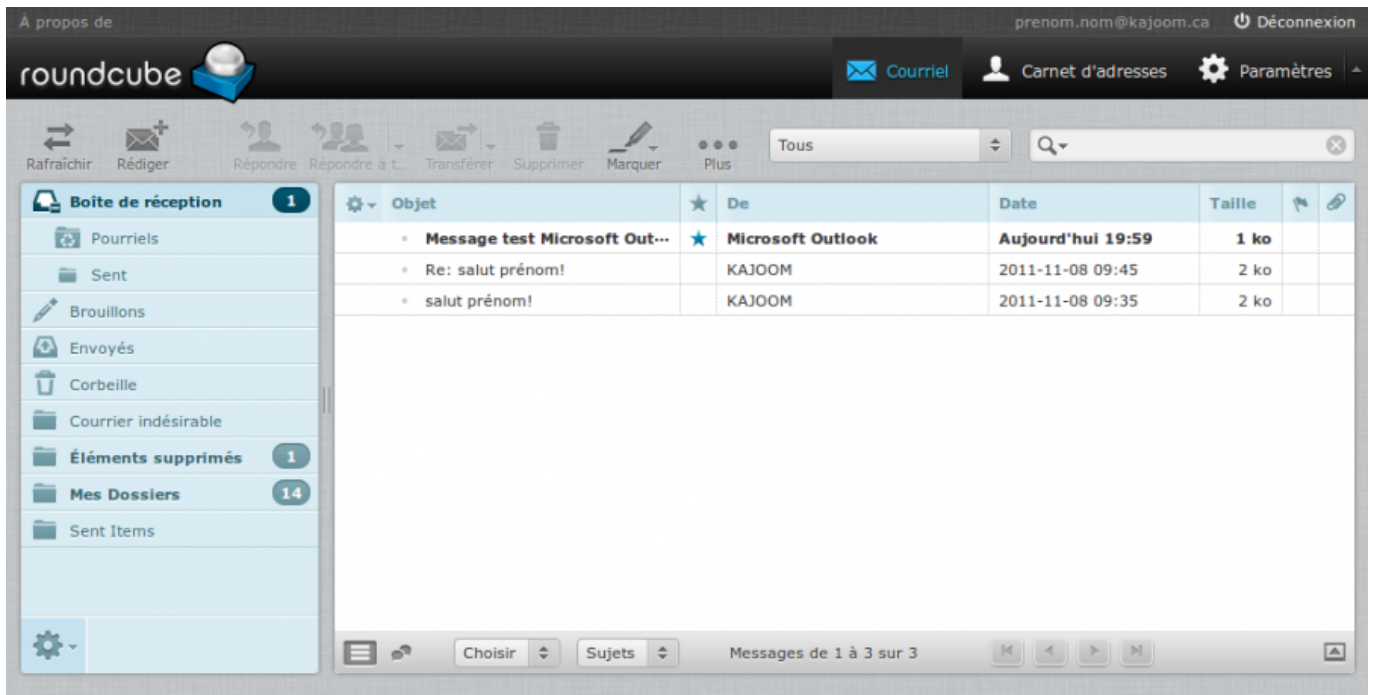 À propos de prenom.nom@kajoom.ca Déconnexion
roundcube Courriel Carnet d'adresses Paramètres
Rafraîchir Rédiger Répondre Répondre à t... Transférer Supprimer Marquer Plus Tous
Boîte de réception 1
Pourriels
Sent
Brouillons
Envoyés
Corbeille
Courrier indésirable
Éléments supprimés 1
Mes Dossiers 14
Sent Items
Objet De Date Taille
Message test Microsoft Out··· Microsoft Outlook Aujourd'hui 19:59 1 ko
Re: salut prénom! KAJOOM 2011-11-08 09:45 2 ko
salut prénom! KAJOOM 2011-11-08 09:35 2 ko
Choisir Sujets Messages de 1 à 3 sur 3